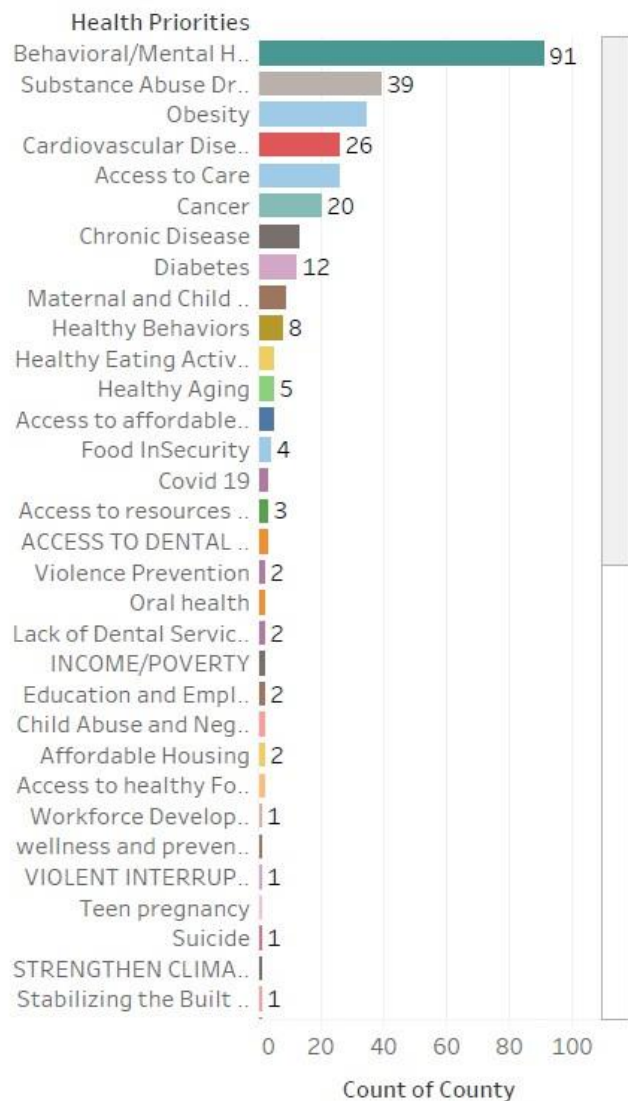 Health Priorities
Behavioral/Mental H.. 91
Substance Abuse Dr.. 39
Obesity
Cardiovascular Dise.. 26
Access to Care
Cancer 20
Chronic Disease
Diabetes 12
Maternal and Child ..
Healthy Behaviors 8
Healthy Eating Activ..
Healthy Aging 5
Access to affordable..
Food InSecurity 4
Covid 19
Access to resources .. 3
ACCESS TO DENTAL ..
Violence Prevention 2
Oral health
Lack of Dental Servic.. 2
INCOME/POVERTY
Education and Empl.. 2
Child Abuse and Neg..
Affordable Housing 2
Access to healthy Fo..
Workforce Develop.. 1
wellness and preven..
VIOLENT INTERRUP.. 1
Teen pregnancy
Suicide 1
STRENGTHEN CLIMA..
Stabilizing the Built .. 1
0 20 40 60 80 100
Count of County